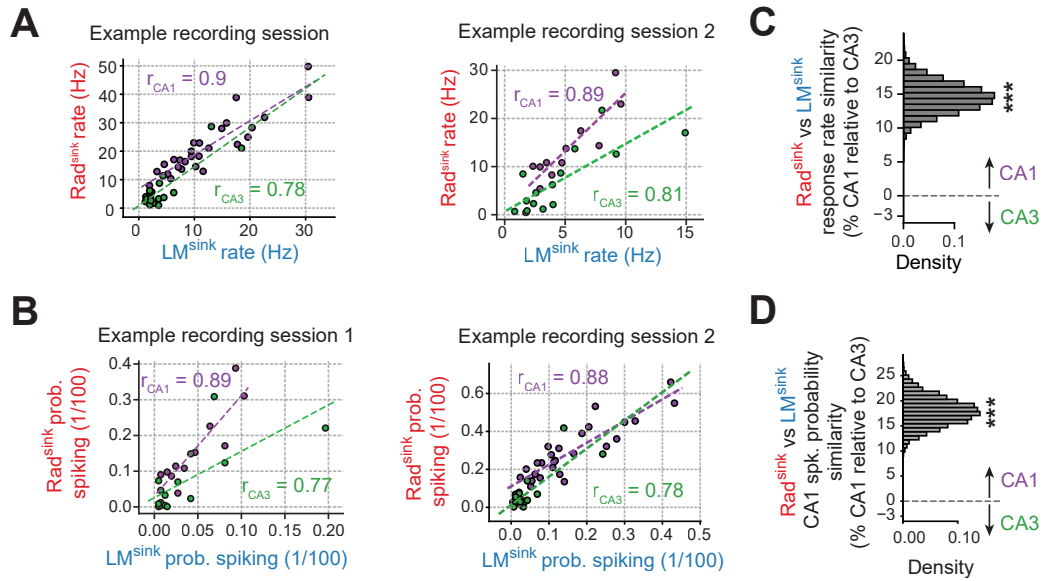 A
Example recording session
Rad^sink rate (Hz)
50
40
30
20
10
0
r_CA1 = 0.9
r_CA3 = 0.78
0 10 20 30
LM^sink rate (Hz)
Example recording session 2
Rad^sink rate (Hz)
30
20
10
0
r_CA1 = 0.89
r_CA3 = 0.81
0 5 10 15
LM^sink rate (Hz)
C
Rad^sink vs LM^sink
response rate similarity
(% CA1 relative to CA3)
20
15
10
5
0
−3
***
CA1
CA3
0.0 0.1
Density
B
Example recording session 1
Rad^sink prob.
spiking (1/100)
0.4
0.3
0.2
0.1
0.0
r_CA1 = 0.89
r_CA3 = 0.77
0.00 0.05 0.10 0.15 0.20
LM^sink prob. spiking (1/100)
Example recording session 2
Rad^sink prob.
spiking (1/100)
0.6
0.4
0.2
0.0
r_CA1 = 0.88
r_CA3 = 0.78
0.0 0.1 0.2 0.3 0.4 0.5
LM^sink prob. spiking (1/100)
D
Rad^sink vs LM^sink
CA1 spk. probability
similarity
(% CA1 relative to CA3)
25
20
15
10
5
0
−3
***
CA1
CA3
0.00 0.10
Density